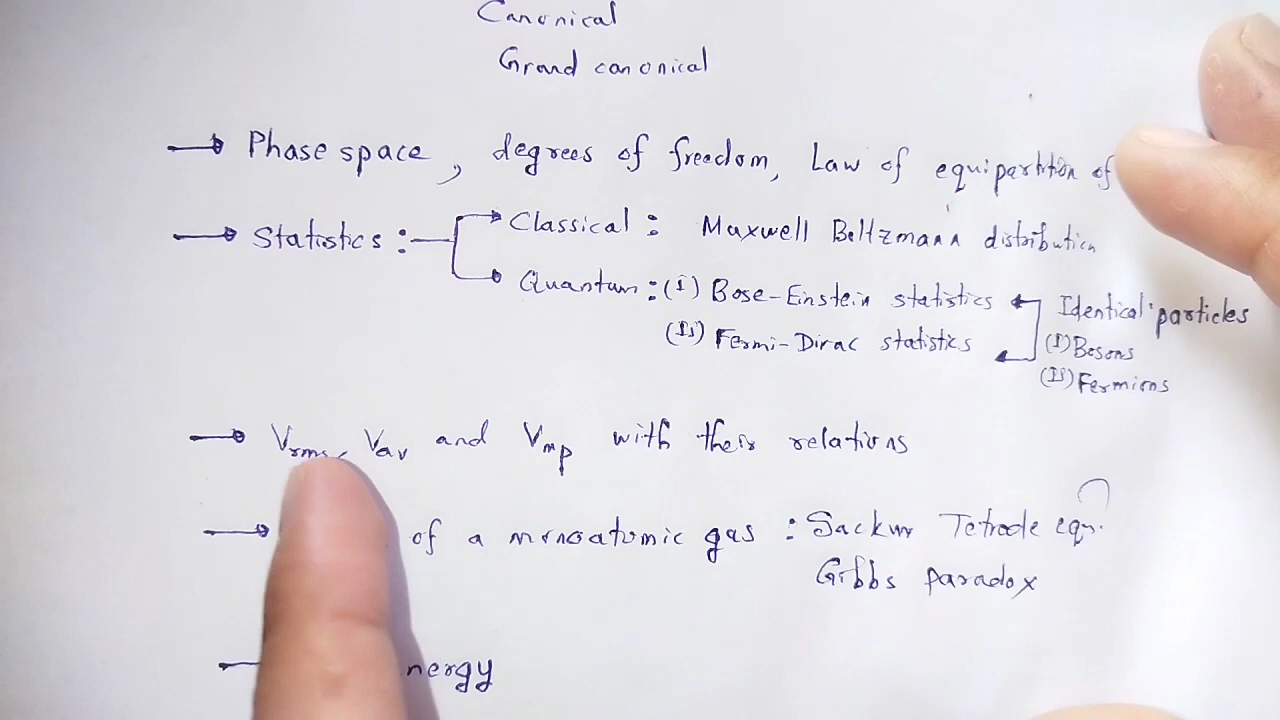 Canonical
Grand canonical
→ Phase space, degrees of freedom, Law of equipartition of
→ Statistics :
→ Classical : Maxwell Boltzmann distribution
→ Quantum : (I) Bose-Einstein statistics
(II) Fermi-Dirac statistics
Identical particles
(I) Bosons
(II) Fermions
→ Vrms, Vav and Vmp with their relations
→ of a monoatomic gas : Sackur Tetrode eqn.
Gibbs paradox
nergy